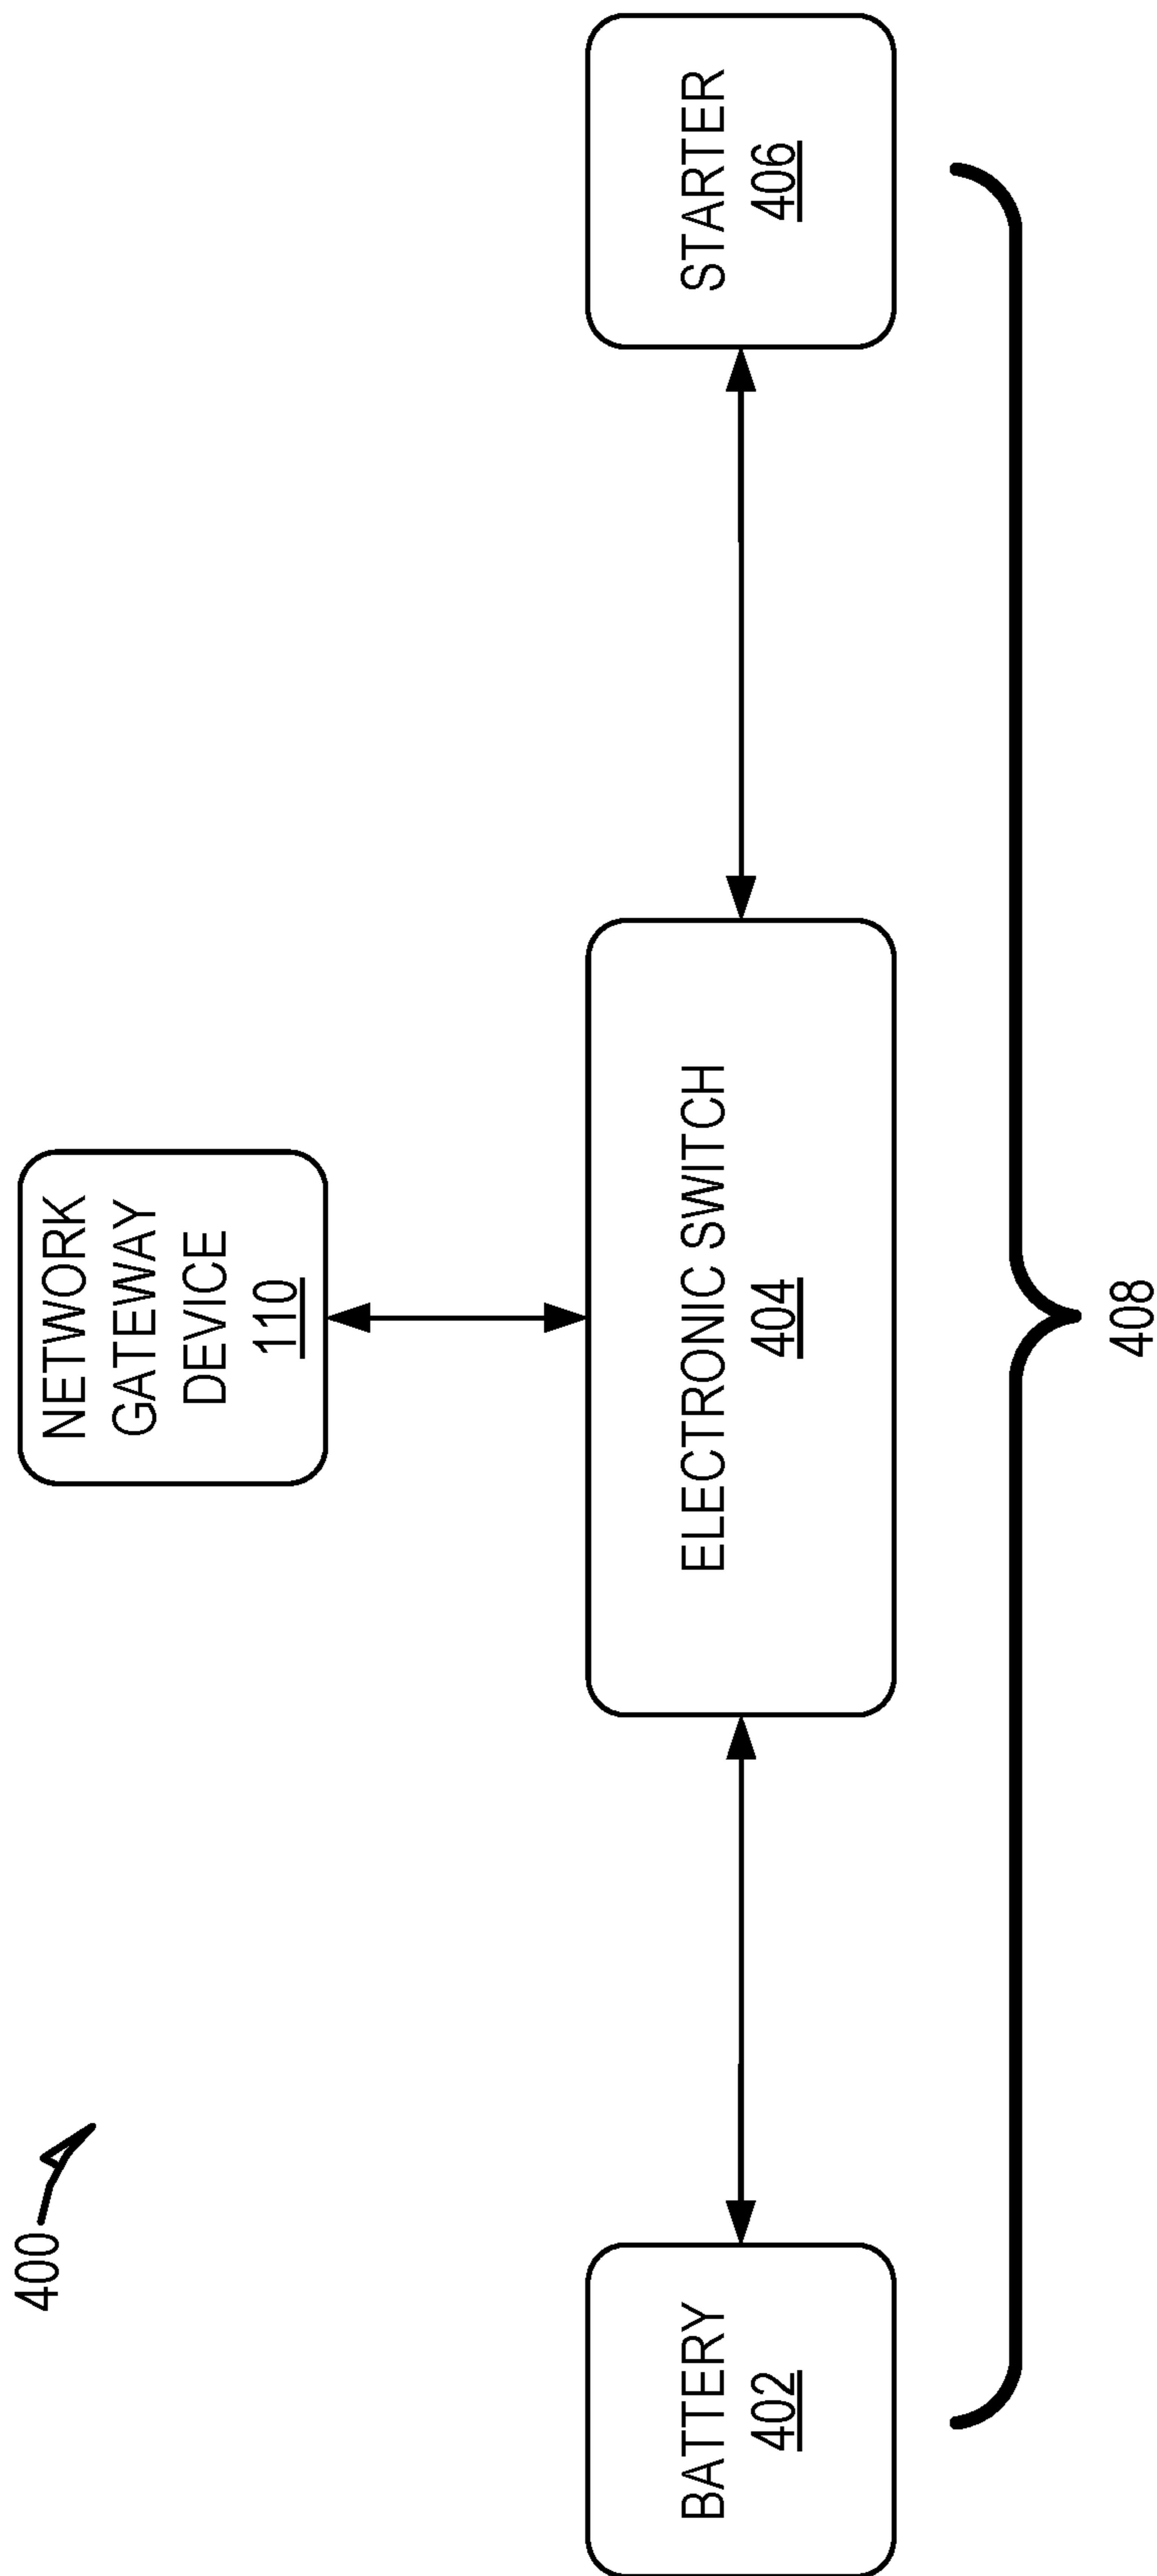 400
NETWORK
GATEWAY
DEVICE
110
BATTERY
402
ELECTRONIC SWITCH
404
STARTER
406
408